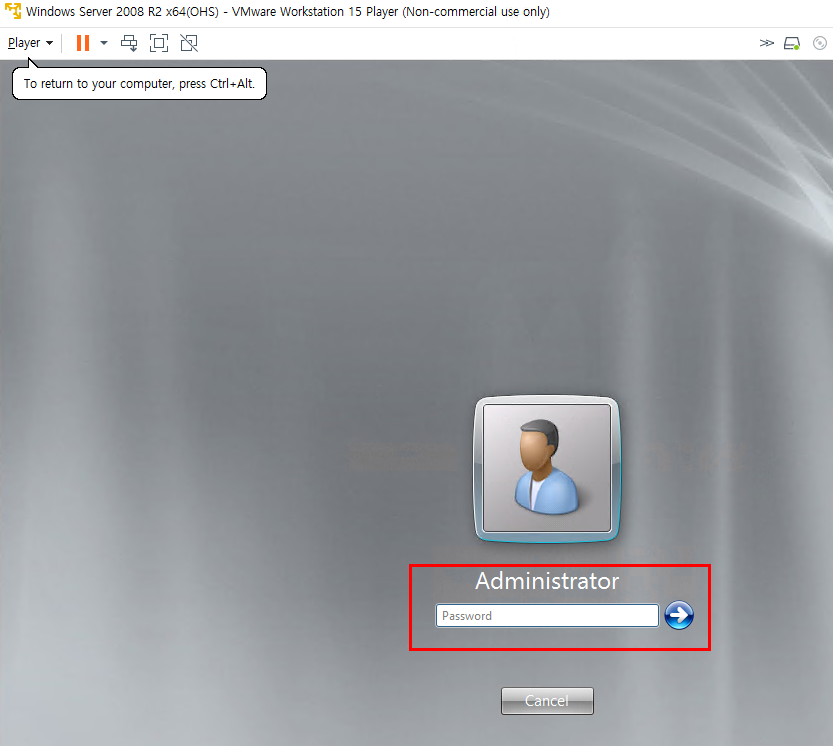 Windows Server 2008 R2 x64(OHS) - VMware Workstation 15 Player (Non-commercial use only)
Player
To return to your computer, press Ctrl+Alt.
Administrator
Password
Cancel